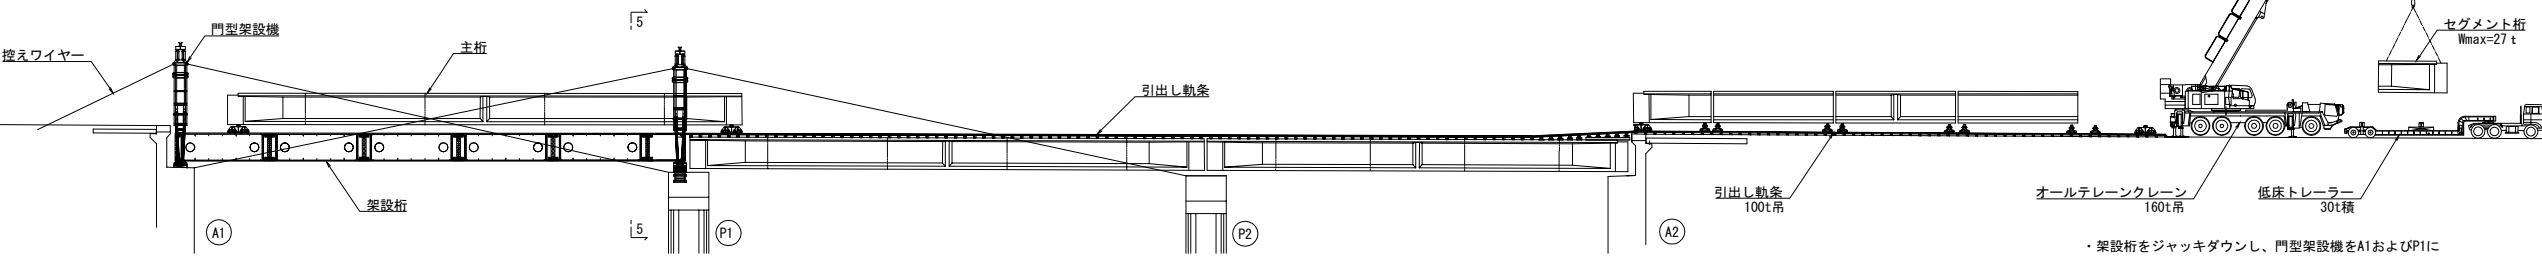 控えワイヤー
門型架設機
5
主桁
引出し軌条
セグメント桁
Wmax=27t
架設桁
引出し軌条
100t吊
オールテレーンクレーン
160t吊
低床トレーラー
30t積
A1
5
P1
P2
A2
・架設桁をジャッキダウンし、門型架設機をA1およびP1に